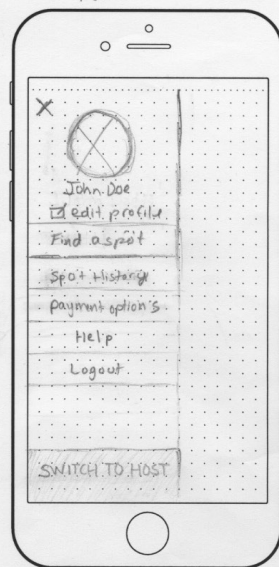 X
John Doe
edit profile
Find a spot
Spot History
payment option's
Help
Logout
SWITCH TO HOST